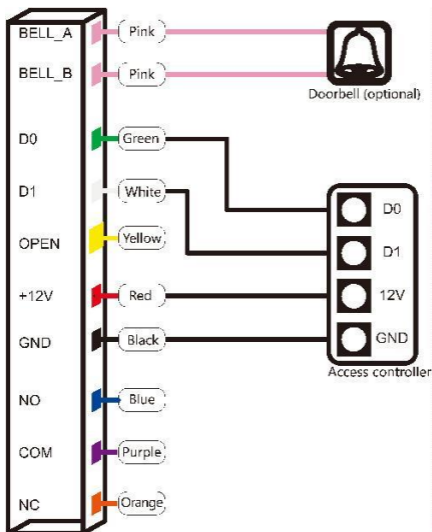 BELL_A Pink
BELL_B Pink
Doorbell (optional)
D0 Green
D1 White
OPEN Yellow
+12V Red
GND Black
NO Blue
COM Purple
NC Orange
D0
D1
12V
GND
Access controller